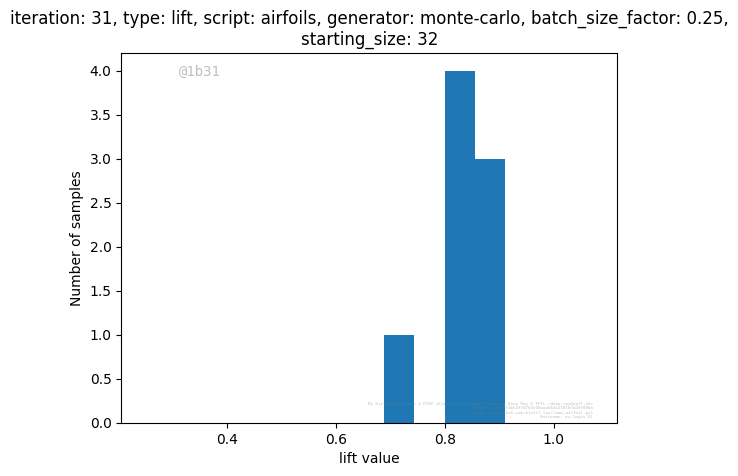 iteration: 31, type: lift, script: airfoils, generator: monte-carlo, batch_size_factor: 0.25,
starting_size: 32
@1b31
4.0
3.5
3.0
2.5
2.0
1.5
1.0
0.5
0.0
Number of samples
0.4 0.6 0.8 1.0
lift value